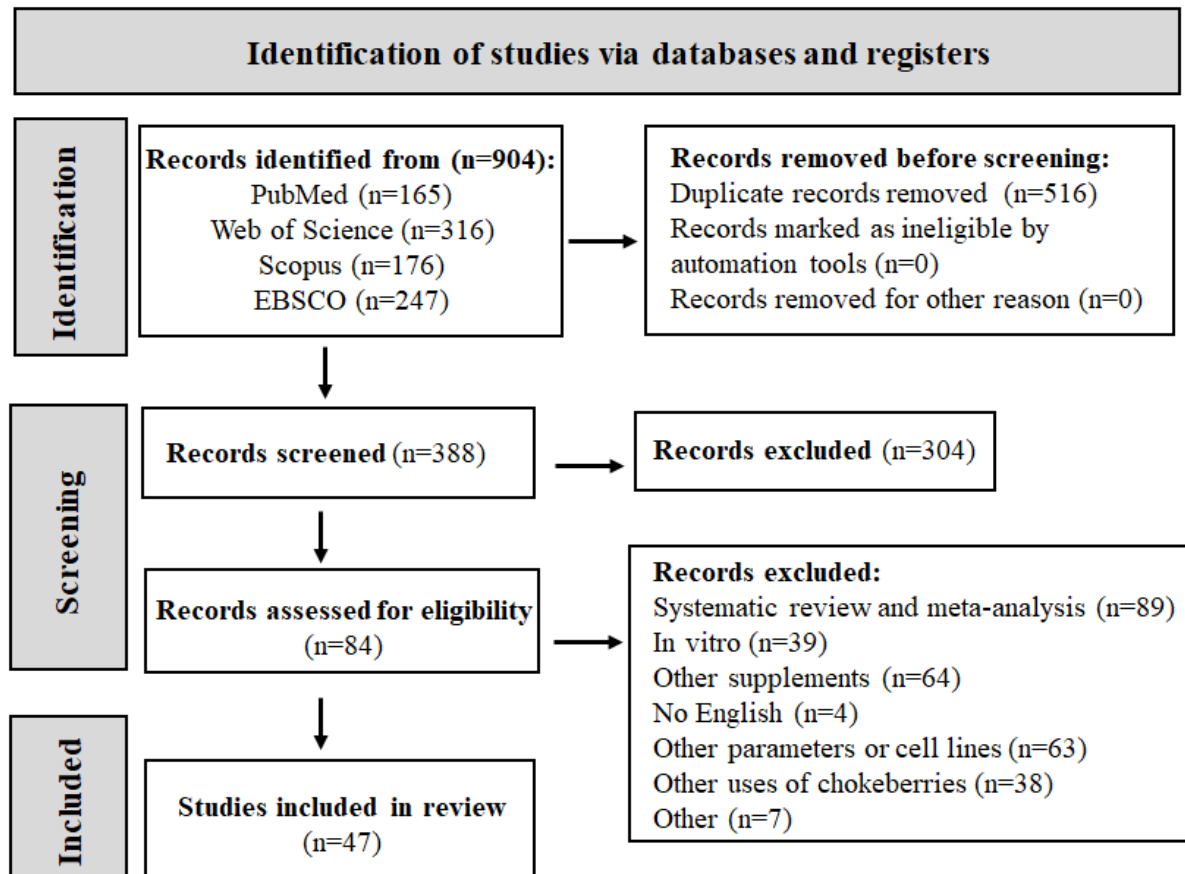 Identification of studies via databases and registers
Identification
Records identified from (n=904):
PubMed (n=165)
Web of Science (n=316)
Scopus (n=176)
EBSCO (n=247)
Records removed before screening:
Duplicate records removed (n=516)
Records marked as ineligible by
automation tools (n=0)
Records removed for other reason (n=0)
Screening
Records screened (n=388)
Records excluded (n=304)
Records assessed for eligibility
(n=84)
Records excluded:
Systematic review and meta-analysis (n=89)
In vitro (n=39)
Other supplements (n=64)
No English (n=4)
Other parameters or cell lines (n=63)
Other uses of chokeberries (n=38)
Other (n=7)
Included
Studies included in review
(n=47)